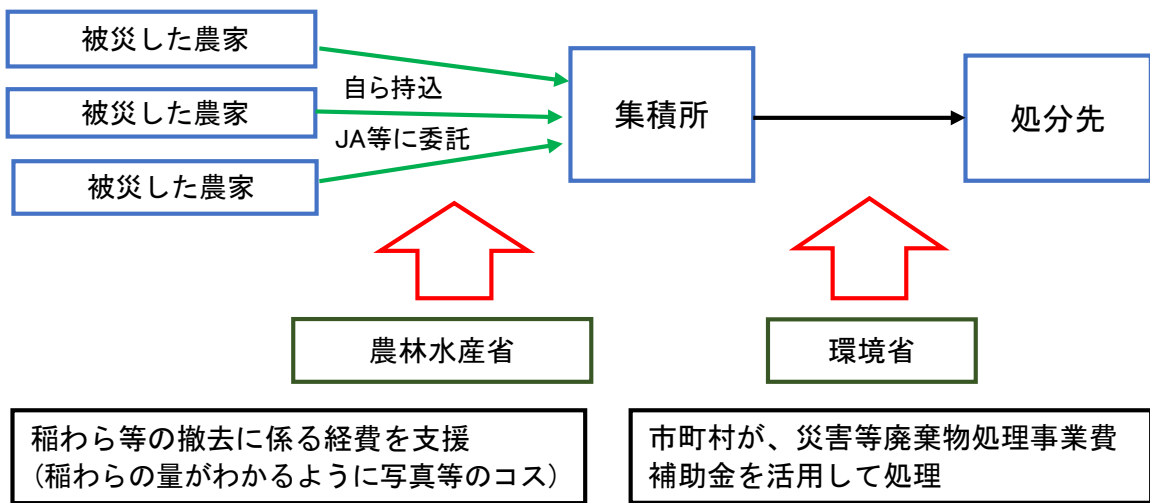 被災した農家
被災した農家
被災した農家
自ら持込
JA等に委託
集積所
処分先
農林水産省
環境省
稲わら等の撤去に係る経費を支援
(稲わらの量がわかるように写真等のコス)
市町村が、災害等廃棄物処理事業費
補助金を活用して処理